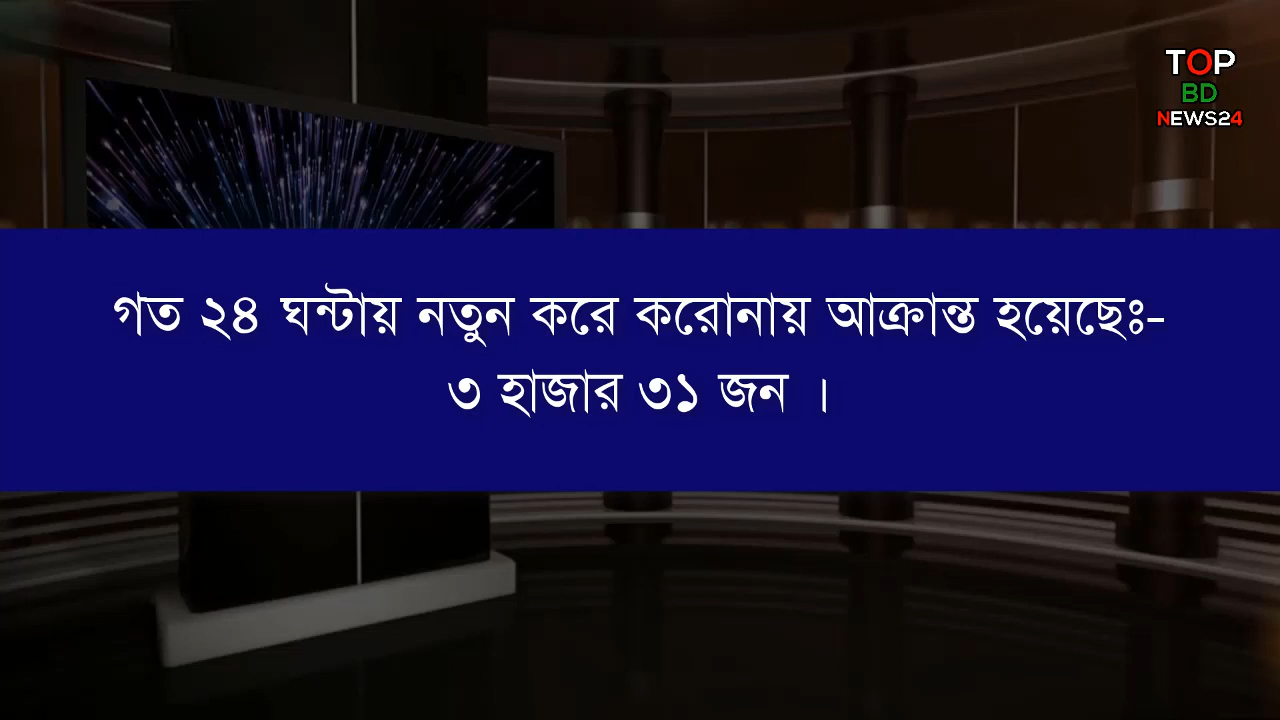 TOP
BD
NEWS24
গত ২৪ ঘন্টায় নতুন করে করোনায় আক্রান্ত হয়েছেঃ-
৩ হাজার ৩১ জন ।